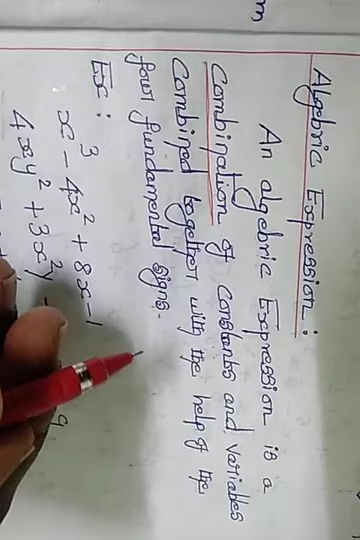 Algebric Expression:
An algebric Expression is a
Combination of constants and variables
Combined together with the help of the
four fundamental signs.
Ex: x³ - 4x² + 8x - 1
4xy² + 3x²y -